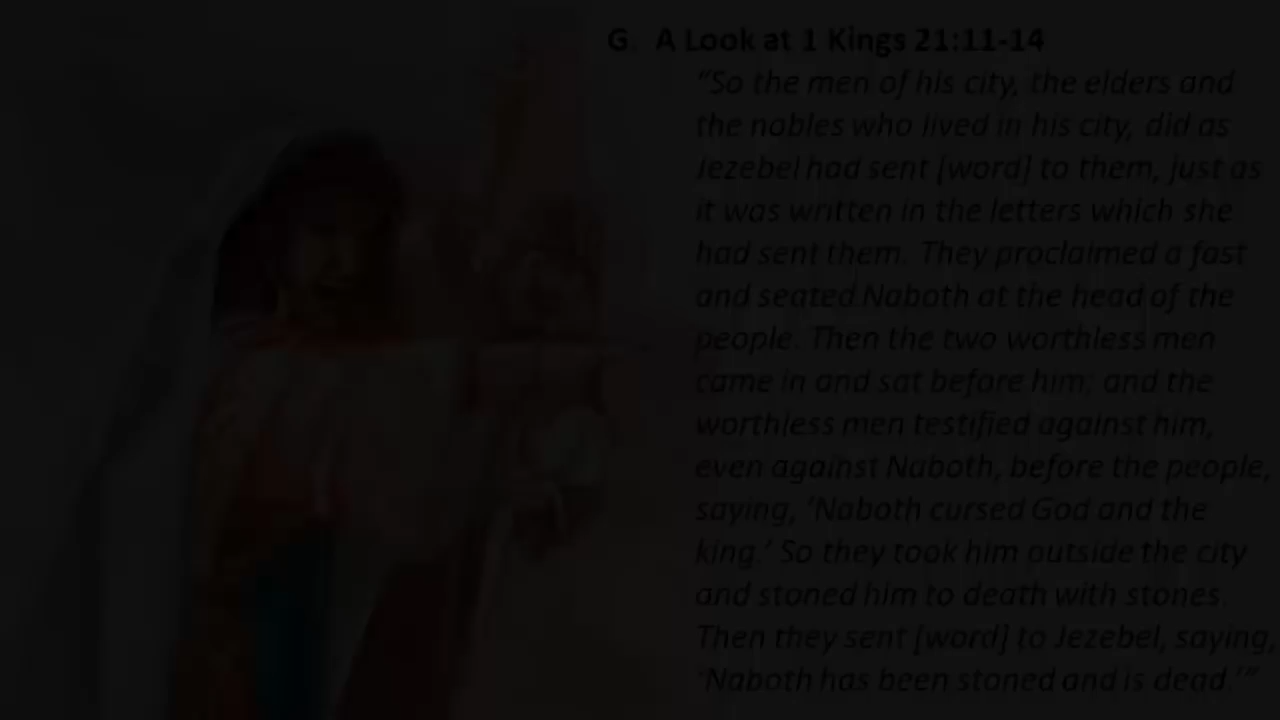 G. A Look at 1 Kings 21:11-14
"So the men of his city, the elders and
the nobles who lived in his city, did as
Jezebel had sent [word] to them, just as
it was written in the letters which she
had sent them. They proclaimed a fast
and seated Naboth at the head of the
people. Then the two worthless men
came in and sat before him; and the
worthless men testified against him,
even against Naboth, before the people,
saying, 'Naboth cursed God and the
king.' So they took him outside the city
and stoned him to death with stones.
Then they sent [word] to Jezebel, saying,
'Naboth has been stoned and is dead.'"